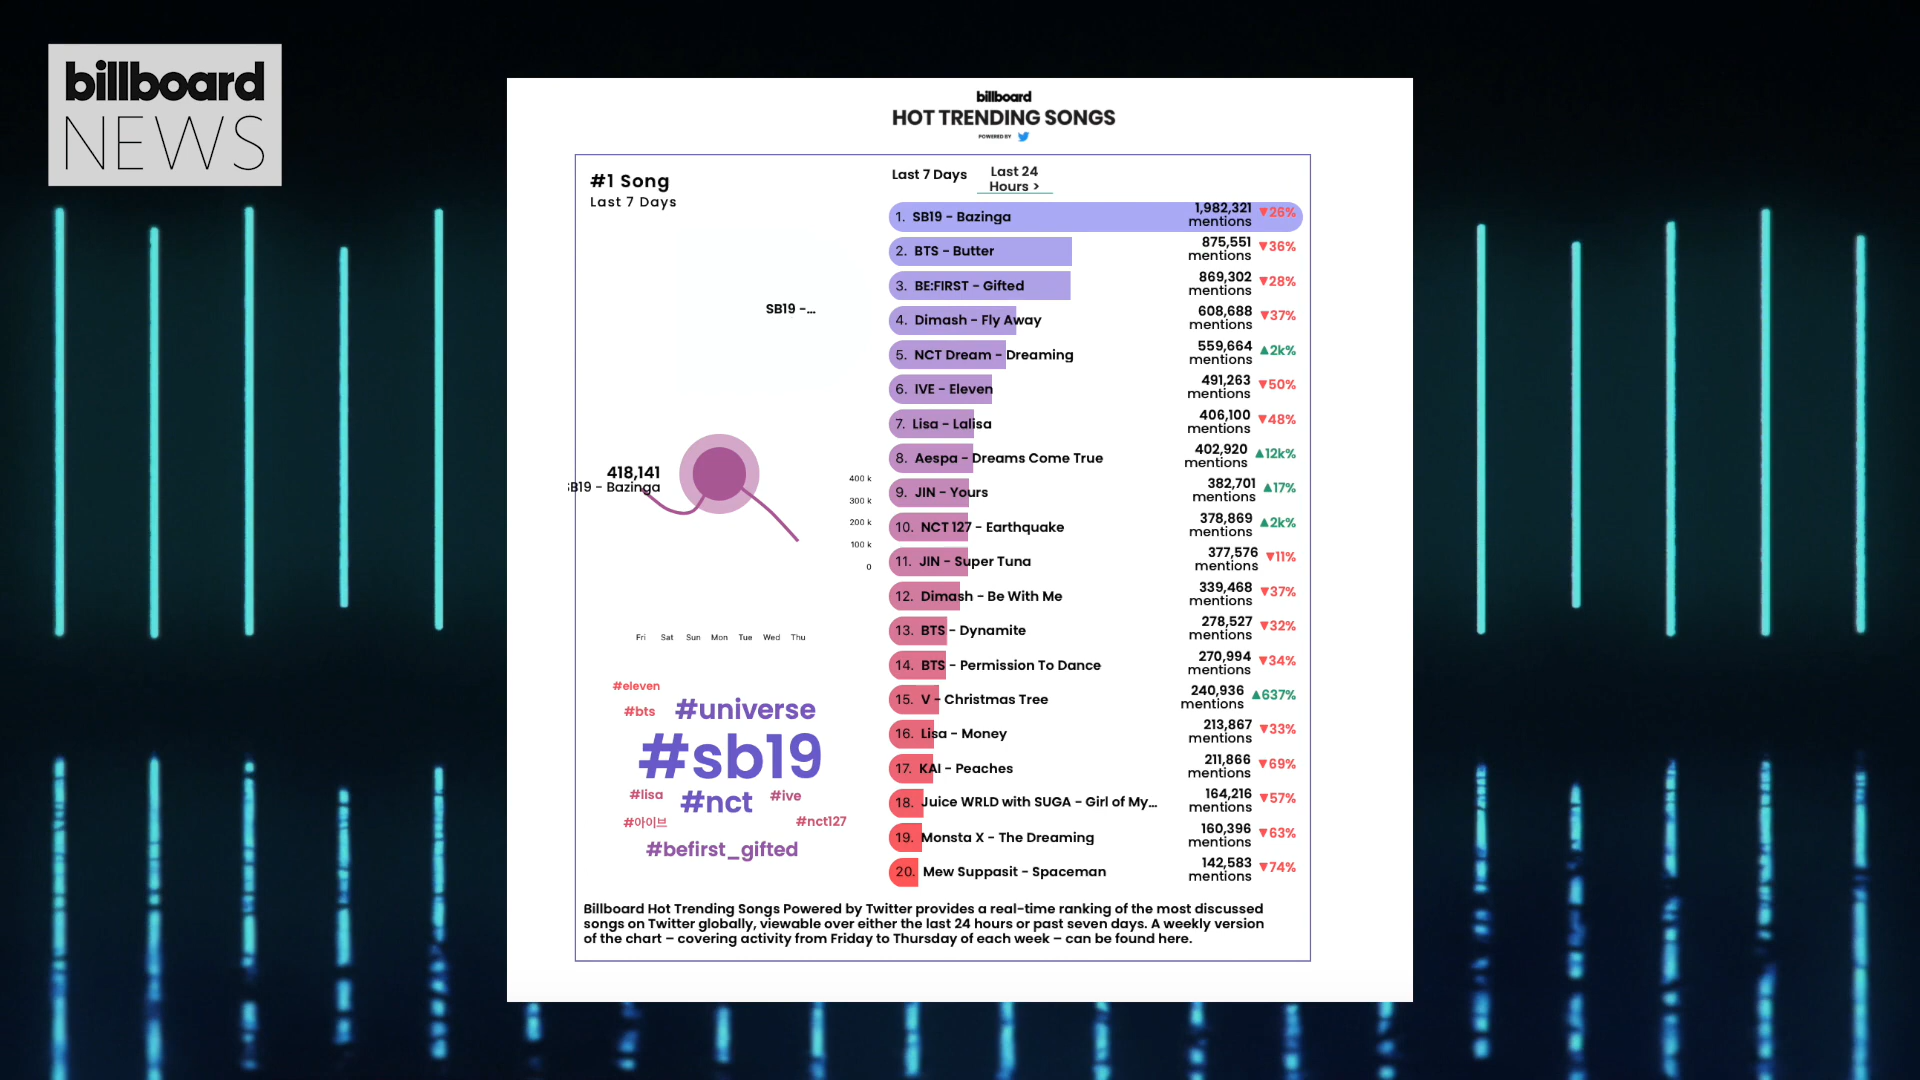 billboard
NEWS
billboard
HOT TRENDING SONGS
POWERED BY
#1 Song
Last 7 Days
Last 7 Days
Last 24
Hours >
1. SB19 - Bazinga 1,982,321 mentions ▼26%
2. BTS - Butter 875,551 mentions ▼36%
3. BE:FIRST - Gifted 869,302 mentions ▼28%
4. Dimash - Fly Away 608,688 mentions ▼37%
5. NCT Dream - Dreaming 559,664 mentions ▲2k%
6. IVE - Eleven 491,263 mentions ▼50%
7. Lisa - Lalisa 406,100 mentions ▼48%
8. Aespa - Dreams Come True 402,920 mentions ▲12k%
9. JIN - Yours 382,701 mentions ▲17%
10. NCT 127 - Earthquake 378,869 mentions ▲2k%
11. JIN - Super Tuna 377,576 mentions ▼11%
12. Dimash - Be With Me 339,468 mentions ▼37%
13. BTS - Dynamite 278,527 mentions ▼32%
14. BTS - Permission To Dance 270,994 mentions ▼34%
15. V - Christmas Tree 240,936 mentions ▲637%
16. Lisa - Money 213,867 mentions ▼33%
17. KAI - Peaches 211,866 mentions ▼69%
18. Juice WRLD with SUGA - Girl of My... 164,216 mentions ▼57%
19. Monsta X - The Dreaming 160,396 mentions ▼63%
20. Mew Suppasit - Spaceman 142,583 mentions ▼74%
SB19 -...
418,141
SB19 - Bazinga
400 k
300 k
200 k
100 k
0
Fri Sat Sun Mon Tue Wed Thu
#eleven
#bts #universe
#sb19
#lisa #nct #ive
#아이브 #nct127
#befirst_gifted
Billboard Hot Trending Songs Powered by Twitter provides a real-time ranking of the most discussed
songs on Twitter globally, viewable over either the last 24 hours or past seven days. A weekly version
of the chart – covering activity from Friday to Thursday of each week – can be found here.